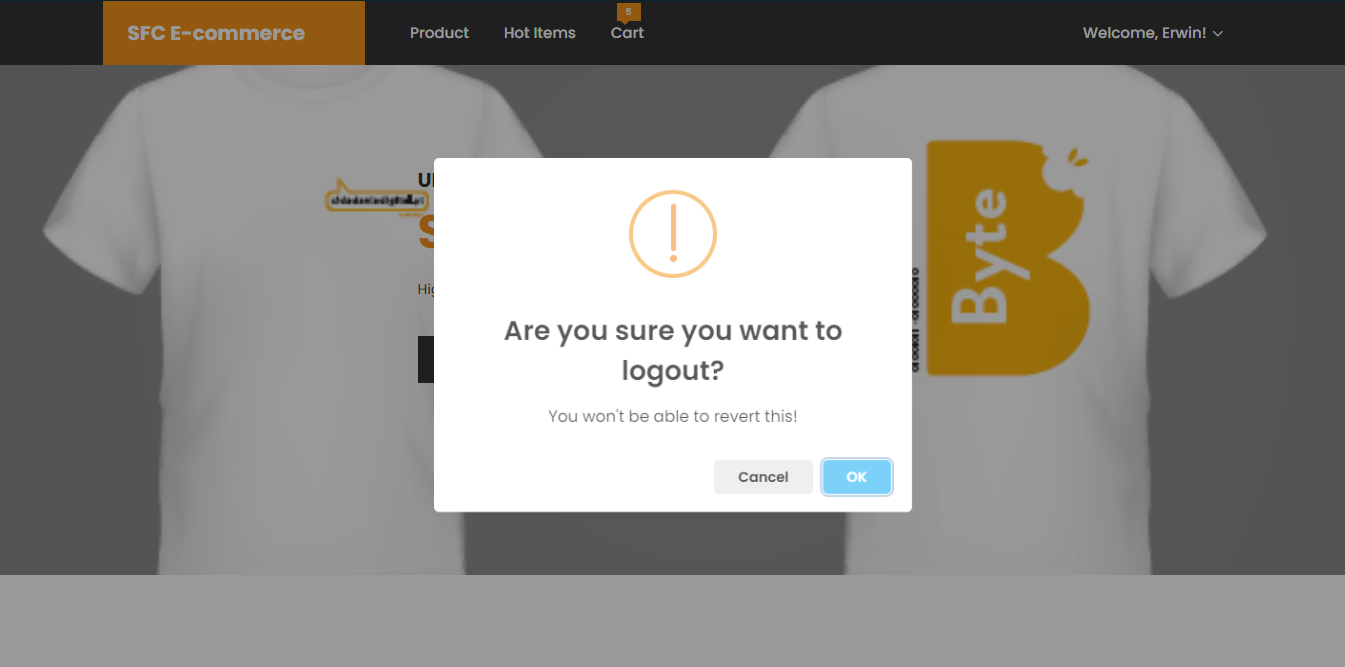 5
SFC E-commerce
Product
Hot Items
Cart
Welcome, Erwin!
Byte
Are you sure you want to
logout?
You won't be able to revert this!
Cancel
OK